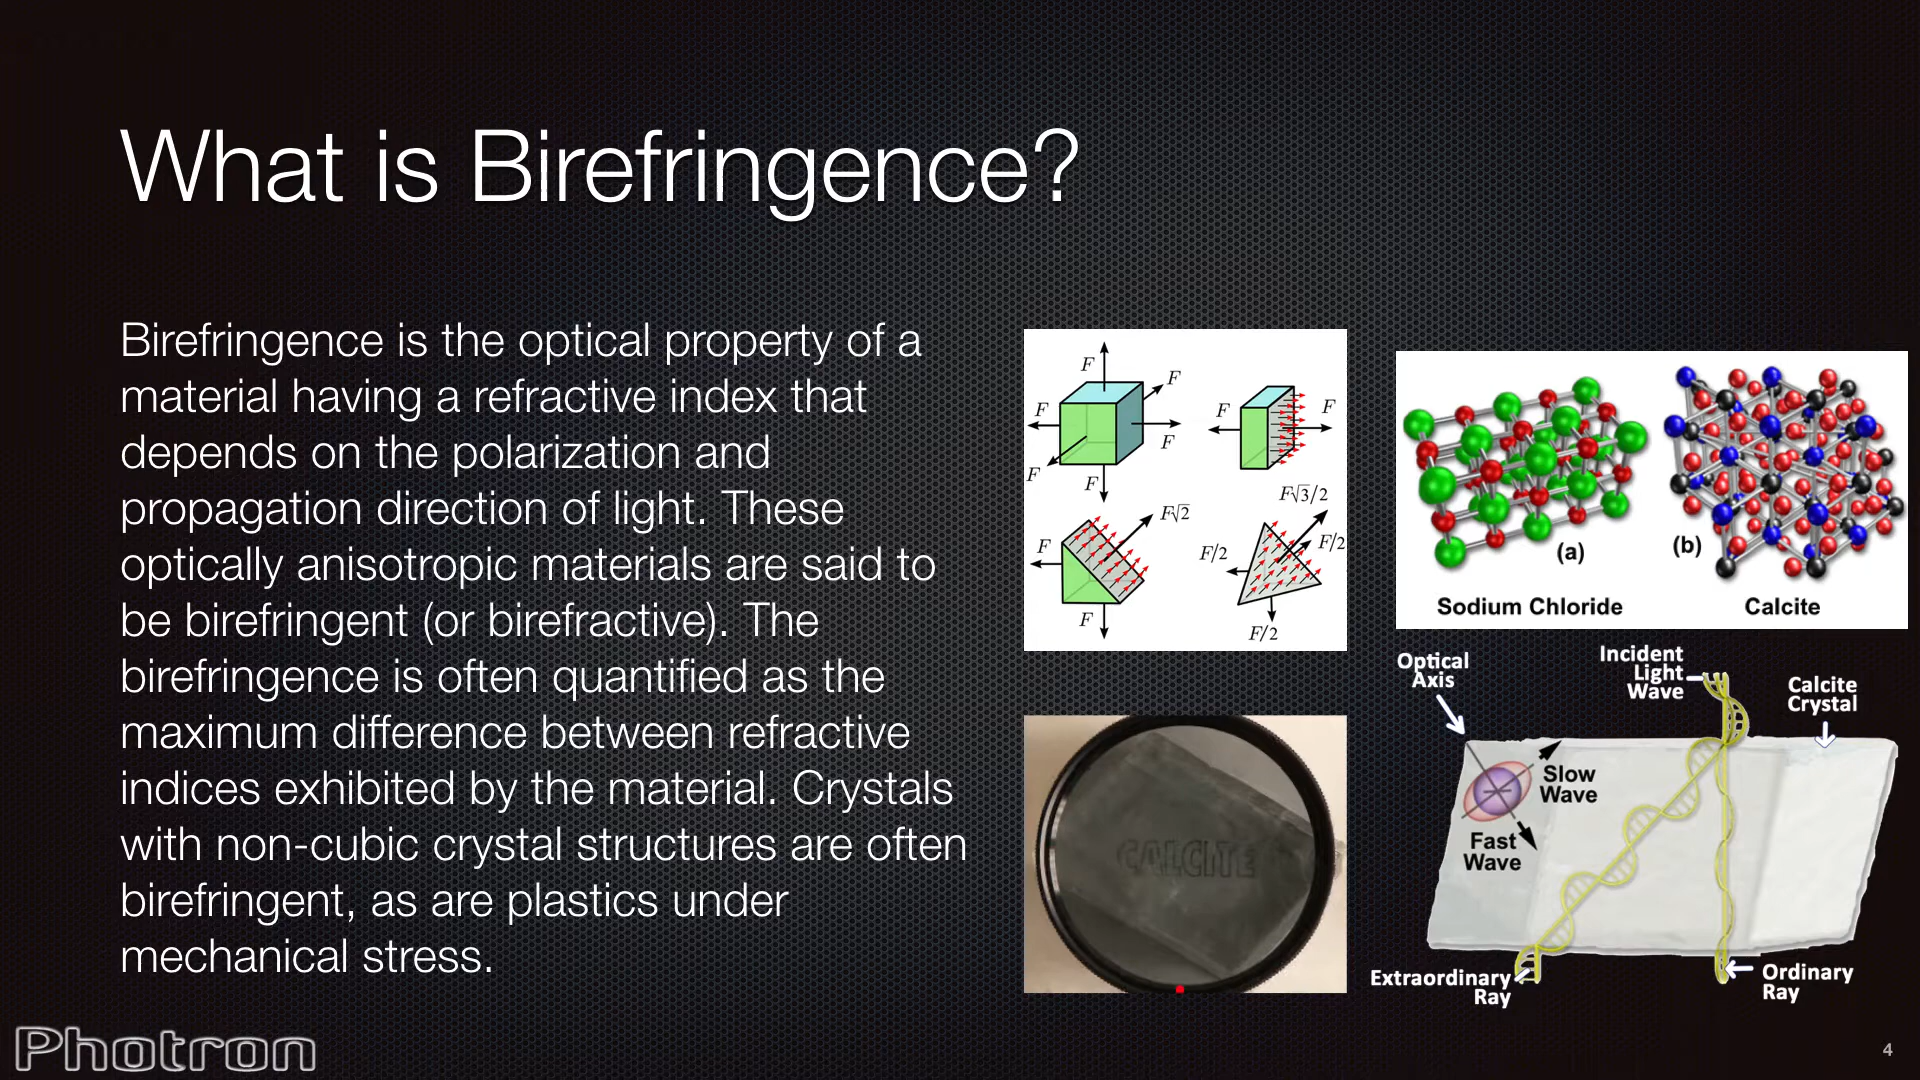 What is Birefringence?
Birefringence is the optical property of a
material having a refractive index that
depends on the polarization and
propagation direction of light. These
optically anisotropic materials are said to
be birefringent (or birefractive). The
birefringence is often quantified as the
maximum difference between refractive
indices exhibited by the material. Crystals
with non-cubic crystal structures are often
birefringent, as are plastics under
mechanical stress.
F
F
F
F
F
F
F
F
F√2
F
F
F√3/2
F/2
F/2
F/2
(a)
(b)
Sodium Chloride
Calcite
CALCITE
Optical
Axis
Incident
Light
Wave
Calcite
Crystal
Slow
Wave
Fast
Wave
Extraordinary
Ray
Ordinary
Ray
Photron
4